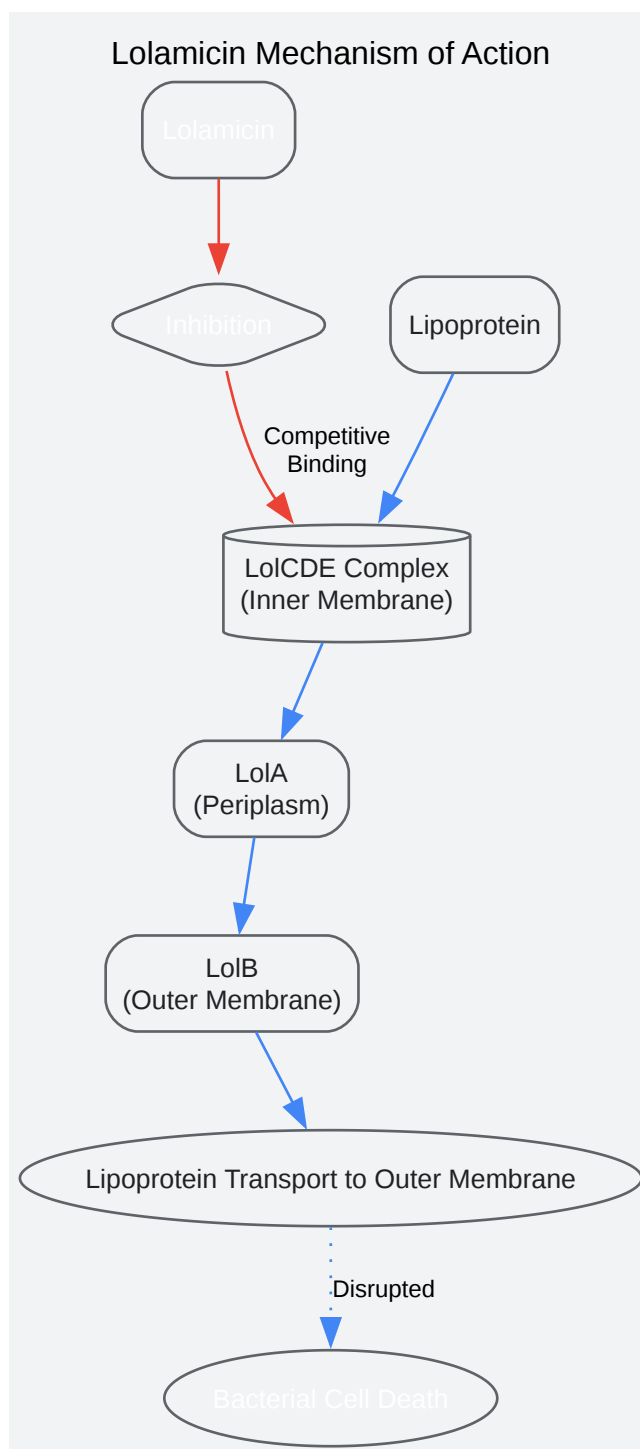 Lolamicin Mechanism of Action
Lolamicin
Inhibition
Lipoprotein
Competitive
Binding
LolCDE Complex
(Inner Membrane)
LolA
(Periplasm)
LolB
(Outer Membrane)
Lipoprotein Transport to Outer Membrane
Disrupted
Bacterial Cell Death